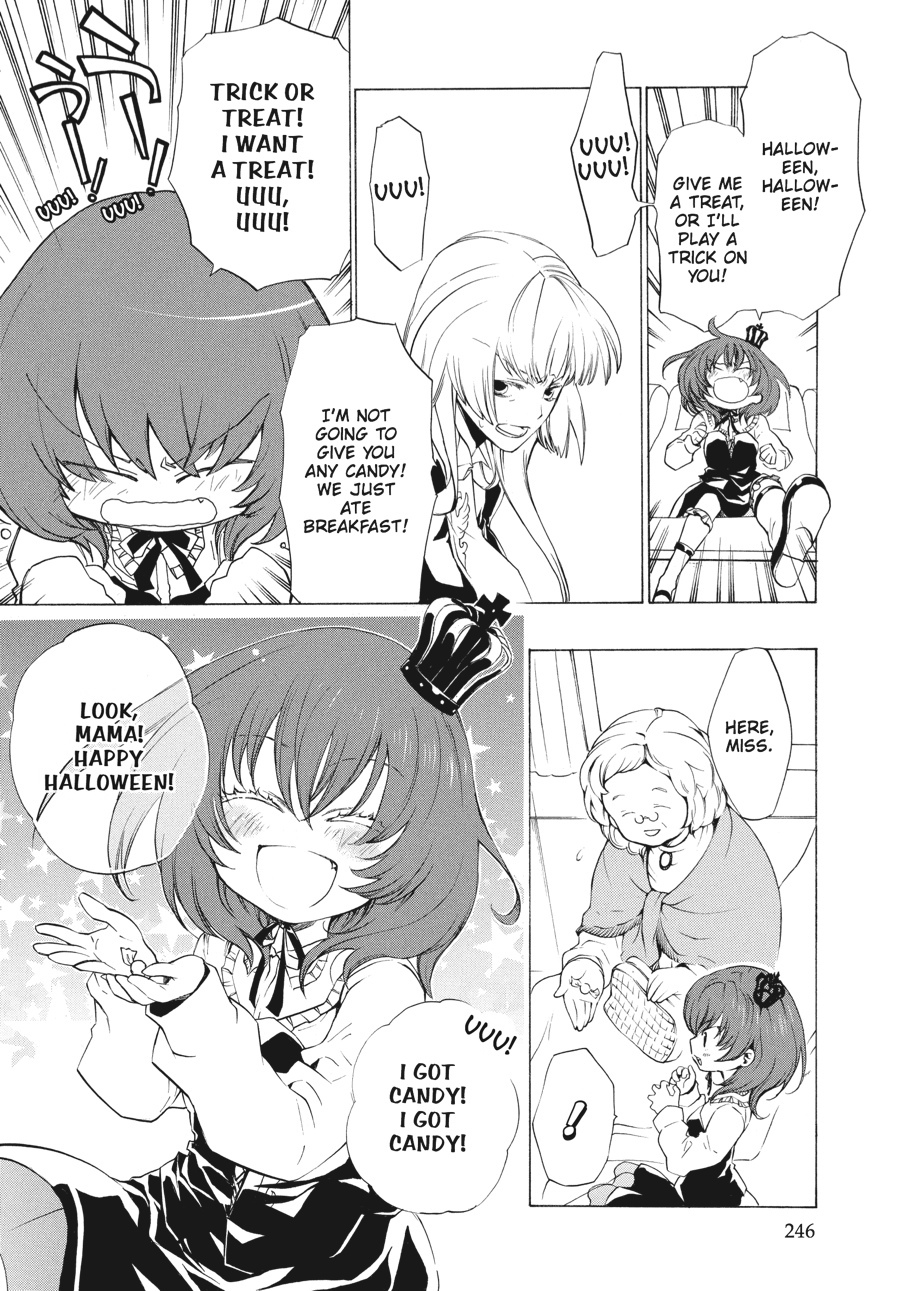 HALLOW-
EEN,
HALLOW-
EEN!
GIVE ME
A TREAT,
OR I'LL
PLAY A
TRICK ON
YOU!
UUU!
UUU!
UUU!
TRICK OR
TREAT!
I WANT
A TREAT!
UUU,
UUU!
うー!
うー!
UUU!
UUU!
I'M NOT
GOING TO
GIVE YOU
ANY CANDY!
WE JUST
ATE
BREAKFAST!
HERE,
MISS.
!
LOOK,
MAMA!
HAPPY
HALLOWEEN!
UUU!
I GOT
CANDY!
I GOT
CANDY!
246